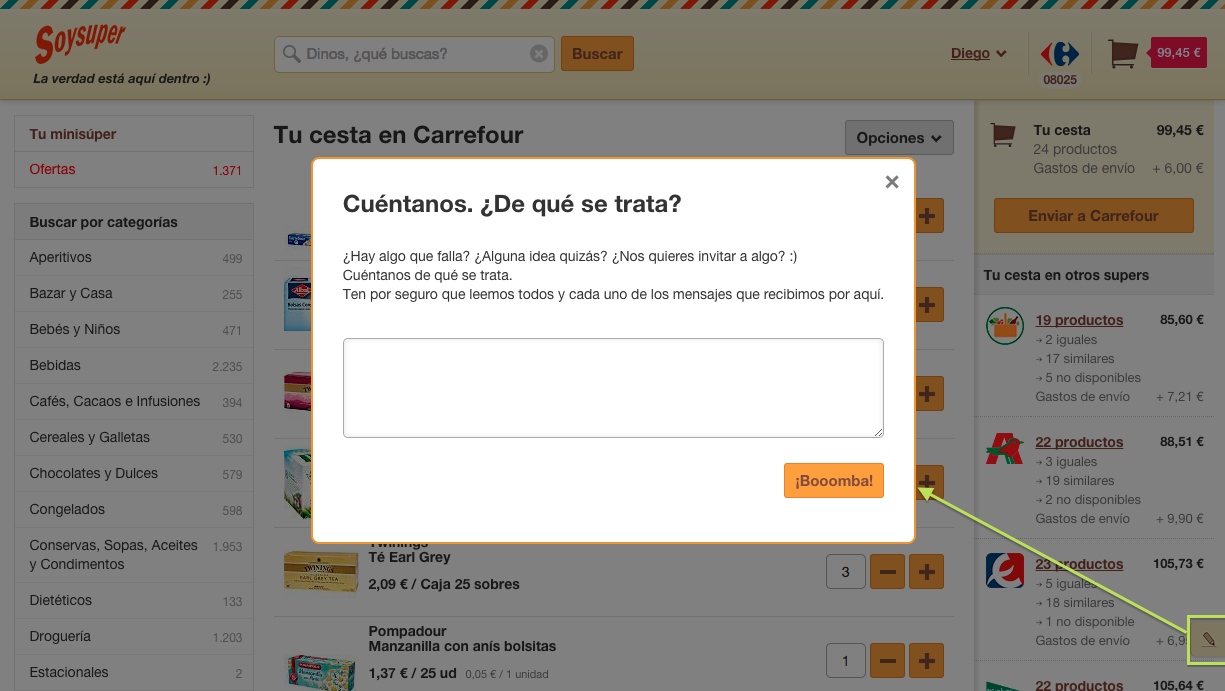 Soysuper
La verdad está aquí dentro :)
Dinos, ¿qué buscas?
Buscar
Diego
08025
99,45 €
Tu minisúper
Ofertas 1.371
Buscar por categorías
Aperitivos 499
Bazar y Casa 255
Bebés y Niños 471
Bebidas 2.235
Cafés, Cacaos e Infusiones 394
Cereales y Galletas 530
Chocolates y Dulces 579
Congelados 598
Conservas, Sopas, Aceites 1.953
y Condimentos
Dietéticos 133
Droguería 1.203
Estacionales 2
Tu cesta en Carrefour
Opciones
Cuéntanos. ¿De qué se trata?
¿Hay algo que falla? ¿Alguna idea quizás? ¿Nos quieres invitar a algo? :)
Cuéntanos de qué se trata.
Ten por seguro que leemos todos y cada uno de los mensajes que recibimos por aquí.
¡Booomba!
Twinings
Té Earl Grey
2,09 € / Caja 25 sobres
3
TWININGS
EARL GREY TEA
Pompadour
Manzanilla con anís bolsitas
1,37 € / 25 ud 0,05 € / 1 unidad
1
Tu cesta 99,45 €
24 productos
Gastos de envío + 6,00 €
Enviar a Carrefour
Tu cesta en otros supers
19 productos 85,60 €
→ 2 iguales
→ 17 similares
→ 5 no disponibles
Gastos de envío + 7,21 €
22 productos 88,51 €
→ 3 iguales
→ 19 similares
→ 2 no disponibles
Gastos de envío + 9,90 €
23 productos 105,73 €
→ 5 iguales
→ 18 similares
→ 1 no disponible
Gastos de envío + 6,9
22 productos 105,64 €